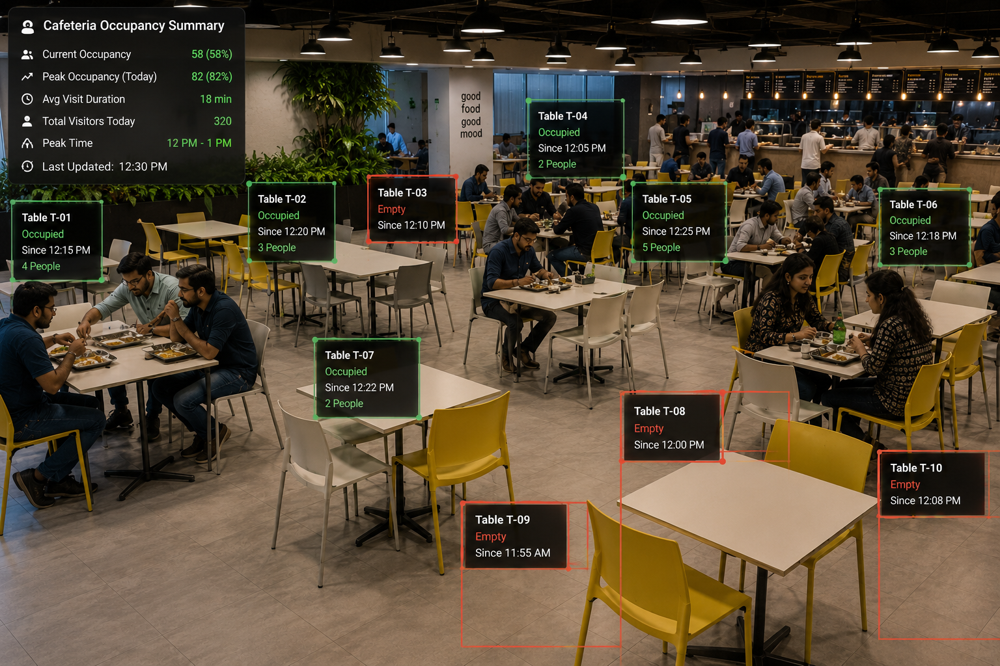 Cafeteria Occupancy Summary
Current Occupancy 58 (58%)
Peak Occupancy (Today) 82 (82%)
Avg Visit Duration 18 min
Total Visitors Today 320
Peak Time 12 PM - 1 PM
Last Updated: 12:30 PM
good
food
good
mood
Table T-04
Occupied
Since 12:05 PM
2 People
Table T-01
Occupied
Since 12:15 PM
4 People
Table T-02
Occupied
Since 12:20 PM
3 People
Table T-03
Empty
Since 12:10 PM
Table T-05
Occupied
Since 12:25 PM
5 People
Table T-06
Occupied
Since 12:18 PM
3 People
Table T-07
Occupied
Since 12:22 PM
2 People
Table T-08
Empty
Since 12:00 PM
Table T-09
Empty
Since 11:55 AM
Table T-10
Empty
Since 12:08 PM